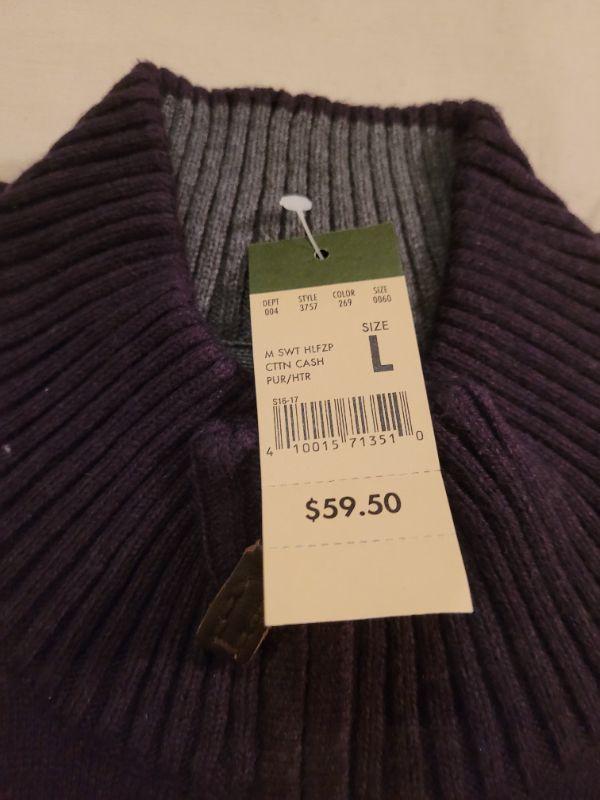 DEPT STYLE COLOR SIZE
004 3757 269 0060
SIZE
L
M SWT HLFZP
CTTN CASH
PUR/HTR
S16-17
4 10015 71351 0
$59.50